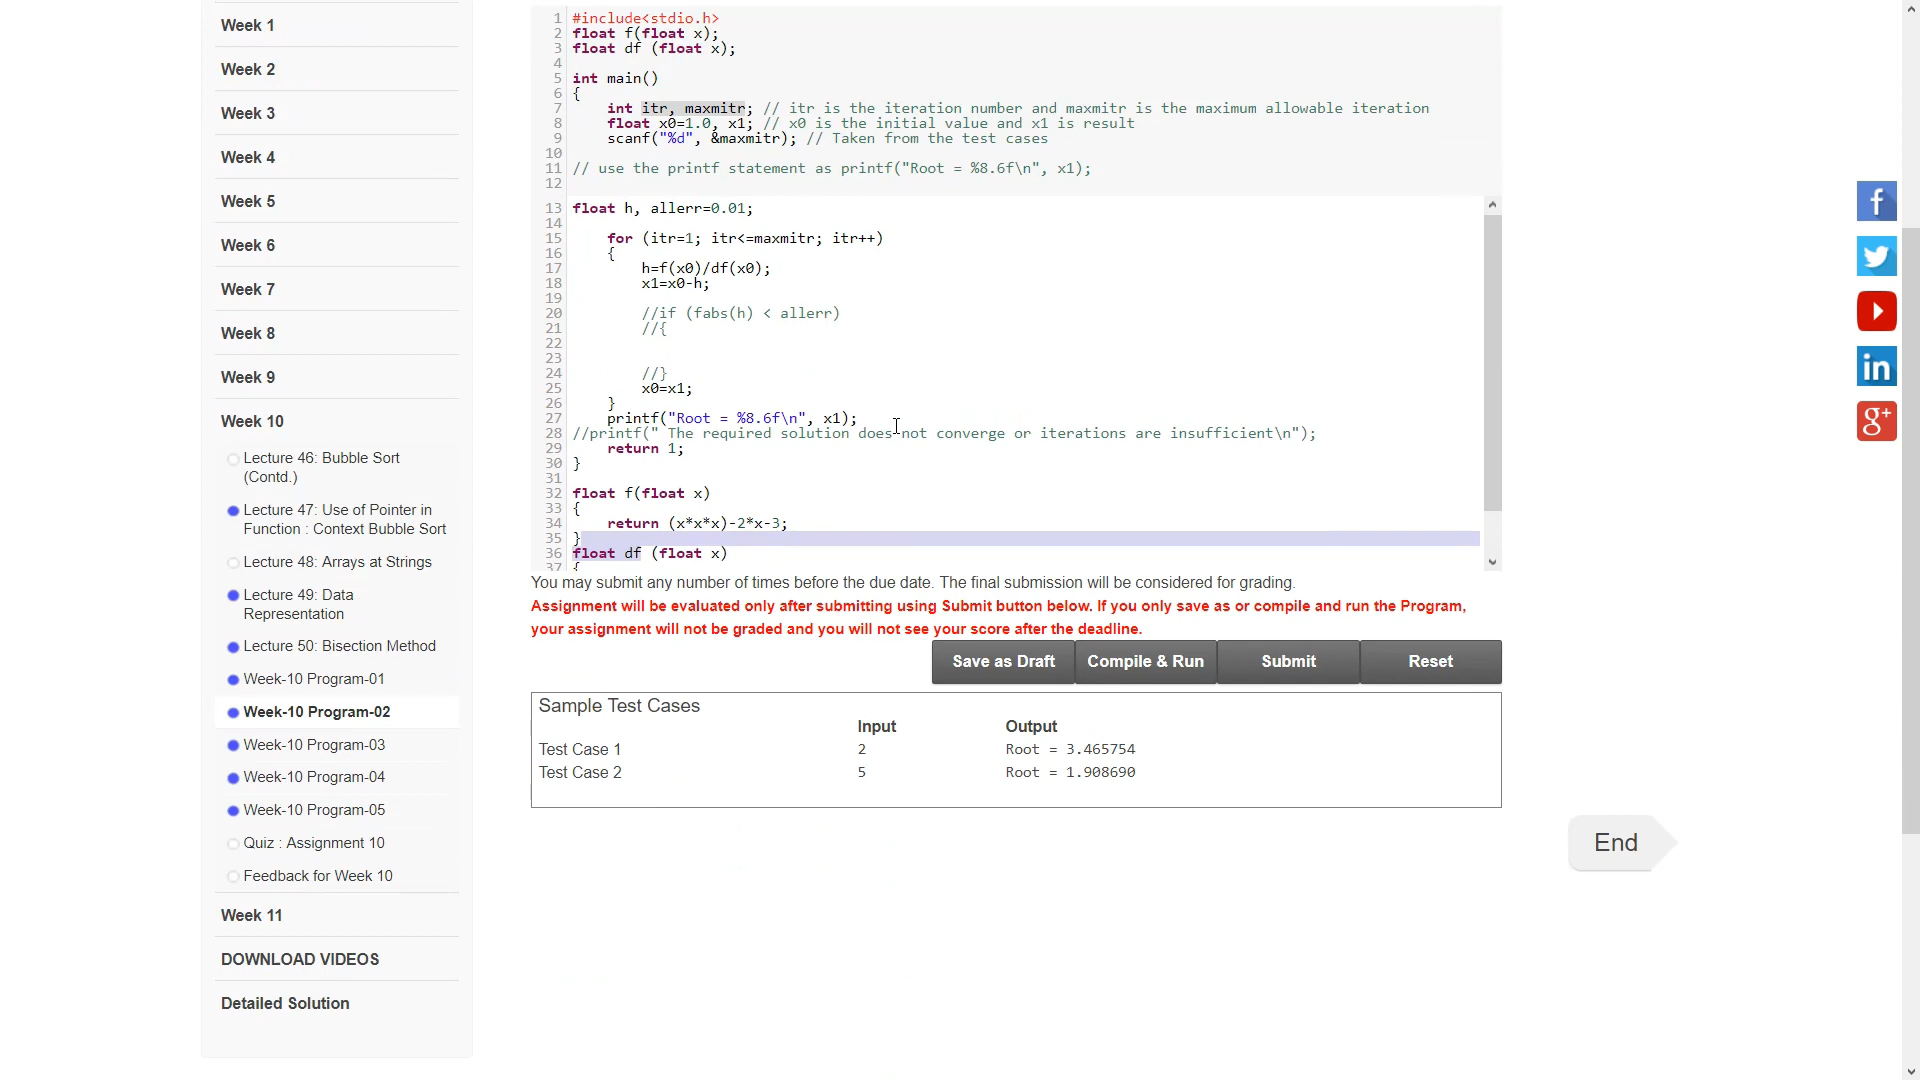 Week 1
Week 2
Week 3
Week 4
Week 5
Week 6
Week 7
Week 8
Week 9
Week 10
Lecture 46: Bubble Sort
(Contd.)
Lecture 47: Use of Pointer in
Function : Context Bubble Sort
Lecture 48: Arrays at Strings
Lecture 49: Data
Representation
Lecture 50: Bisection Method
Week-10 Program-01
Week-10 Program-02
Week-10 Program-03
Week-10 Program-04
Week-10 Program-05
Quiz : Assignment 10
Feedback for Week 10
Week 11
DOWNLOAD VIDEOS
Detailed Solution
1 #include<stdio.h>
2 float f(float x);
3 float df (float x);
4
5 int main()
6 {
7 int itr, maxmitr; // itr is the iteration number and maxmitr is the maximum allowable iteration
8 float x0=1.0, x1; // x0 is the initial value and x1 is result
9 scanf("%d", &maxmitr); // Taken from the test cases
10
11 // use the printf statement as printf("Root = %8.6f\n", x1);
12
13 float h, allerr=0.01;
14
15 for (itr=1; itr<=maxmitr; itr++)
16 {
17 h=f(x0)/df(x0);
18 x1=x0-h;
19
20 //if (fabs(h) < allerr)
21 //{
22
23
24 //}
25 x0=x1;
26 }
27 printf("Root = %8.6f\n", x1);
28 //printf(" The required solution does not converge or iterations are insufficient\n");
29 return 1;
30 }
31
32 float f(float x)
33 {
34 return (x*x*x)-2*x-3;
35 }
36 float df (float x)
37 {
You may submit any number of times before the due date. The final submission will be considered for grading.
Assignment will be evaluated only after submitting using Submit button below. If you only save as or compile and run the Program,
your assignment will not be graded and you will not see your score after the deadline.
Save as Draft Compile & Run Submit Reset
Sample Test Cases
Input Output
Test Case 1 2 Root = 3.465754
Test Case 2 5 Root = 1.908690
End
f
in
g+